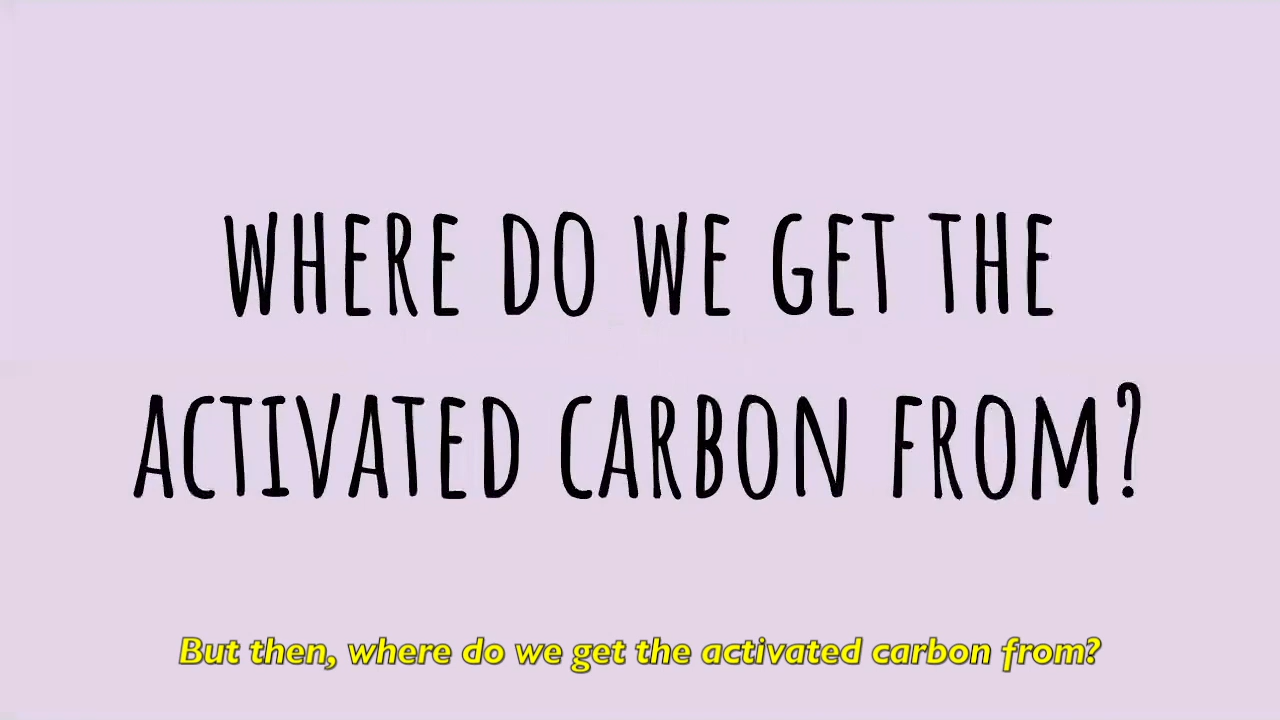 WHERE DO WE GET THE
ACTIVATED CARBON FROM?
But then, where do we get the activated carbon from?